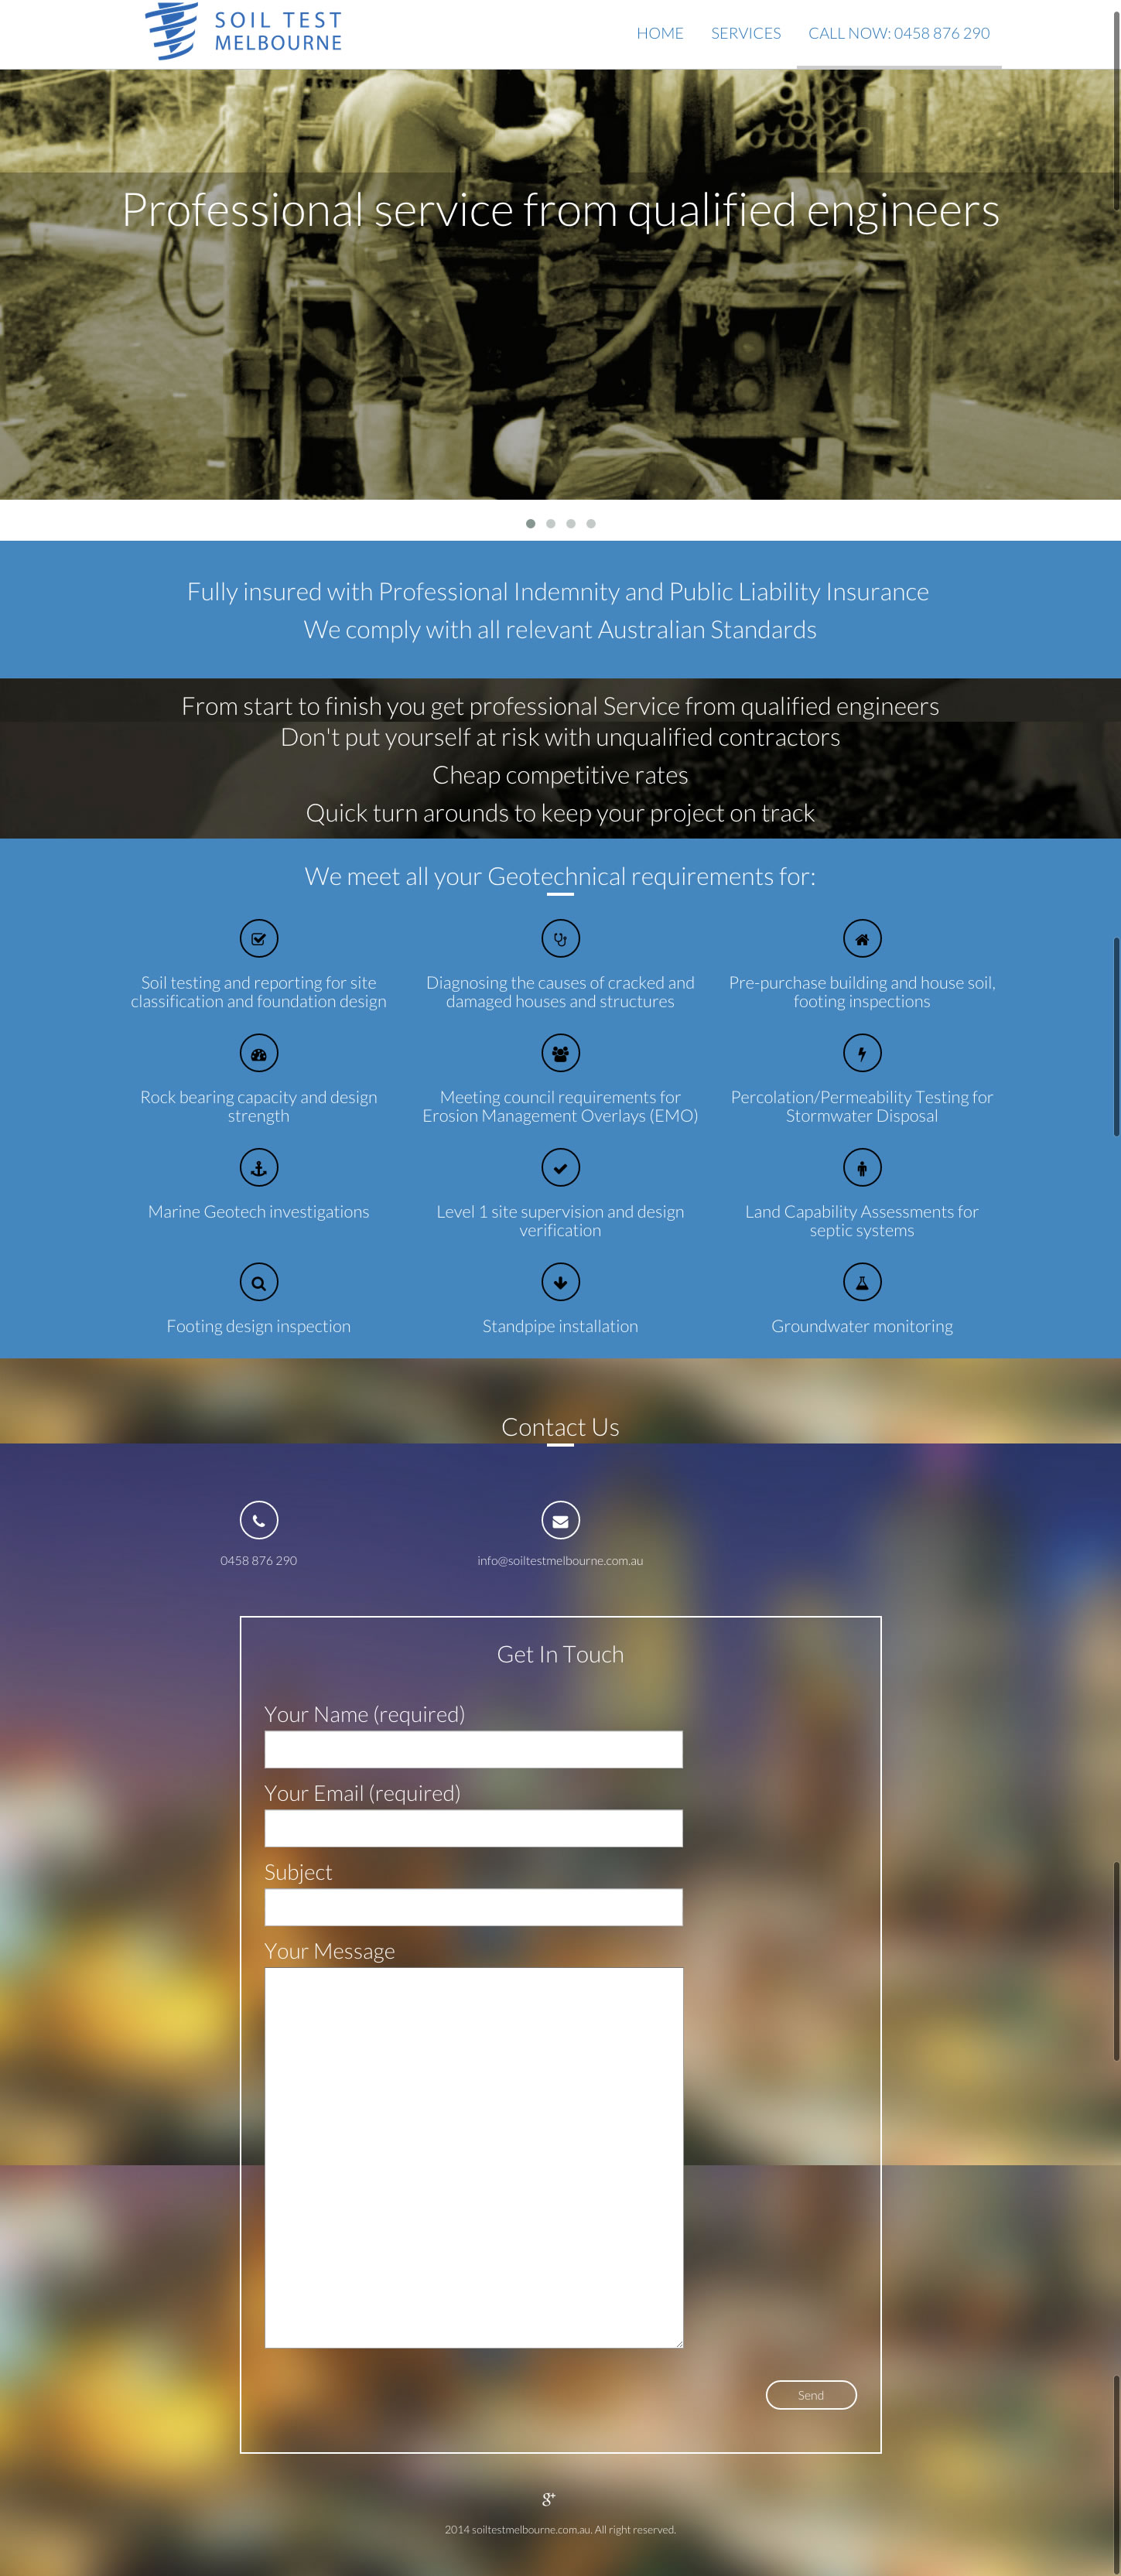 SOIL TEST
MELBOURNE
HOME SERVICES CALL NOW: 0458 876 290
Professional service from qualified engineers
Fully insured with Professional Indemnity and Public Liability Insurance
We comply with all relevant Australian Standards
From start to finish you get professional Service from qualified engineers
Don't put yourself at risk with unqualified contractors
Cheap competitive rates
Quick turn arounds to keep your project on track
We meet all your Geotechnical requirements for:
Soil testing and reporting for site
classification and foundation design
Diagnosing the causes of cracked and
damaged houses and structures
Pre-purchase building and house soil,
footing inspections
Rock bearing capacity and design
strength
Meeting council requirements for
Erosion Management Overlays (EMO)
Percolation/Permeability Testing for
Stormwater Disposal
Marine Geotech investigations
Level 1 site supervision and design
verification
Land Capability Assessments for
septic systems
Footing design inspection
Standpipe installation
Groundwater monitoring
Contact Us
0458 876 290
info@soiltestmelbourne.com.au
Get In Touch
Your Name (required)
Your Email (required)
Subject
Your Message
Send
g+
2014 soiltestmelbourne.com.au. All right reserved.